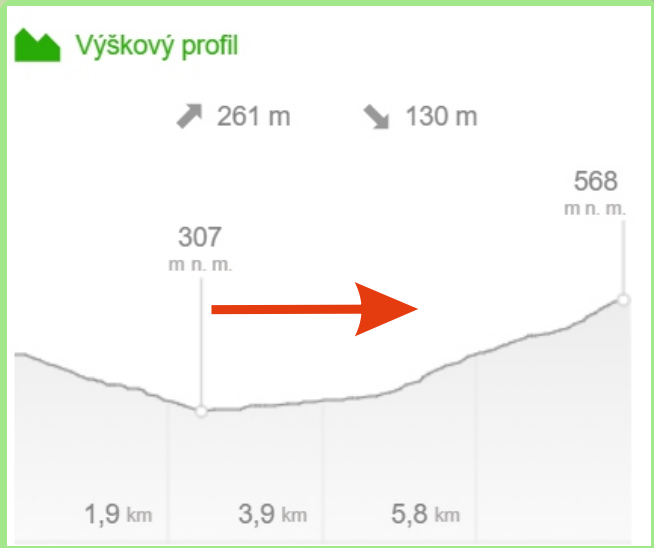 Výškový profil
261 m 130 m
568
m n. m.
307
m n. m.
1,9 km 3,9 km 5,8 km